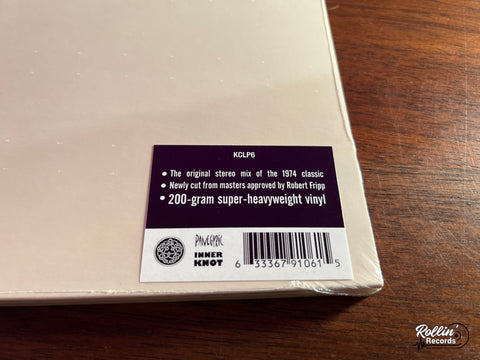 KCLP6
• The original stereo mix of the 1974 classic
• Newly cut from masters approved by Robert Fripp
• 200-gram super-heavyweight vinyl
PANEGYRIC
INNER
KNOT
6 33367 91061 5
Rollin'
Records